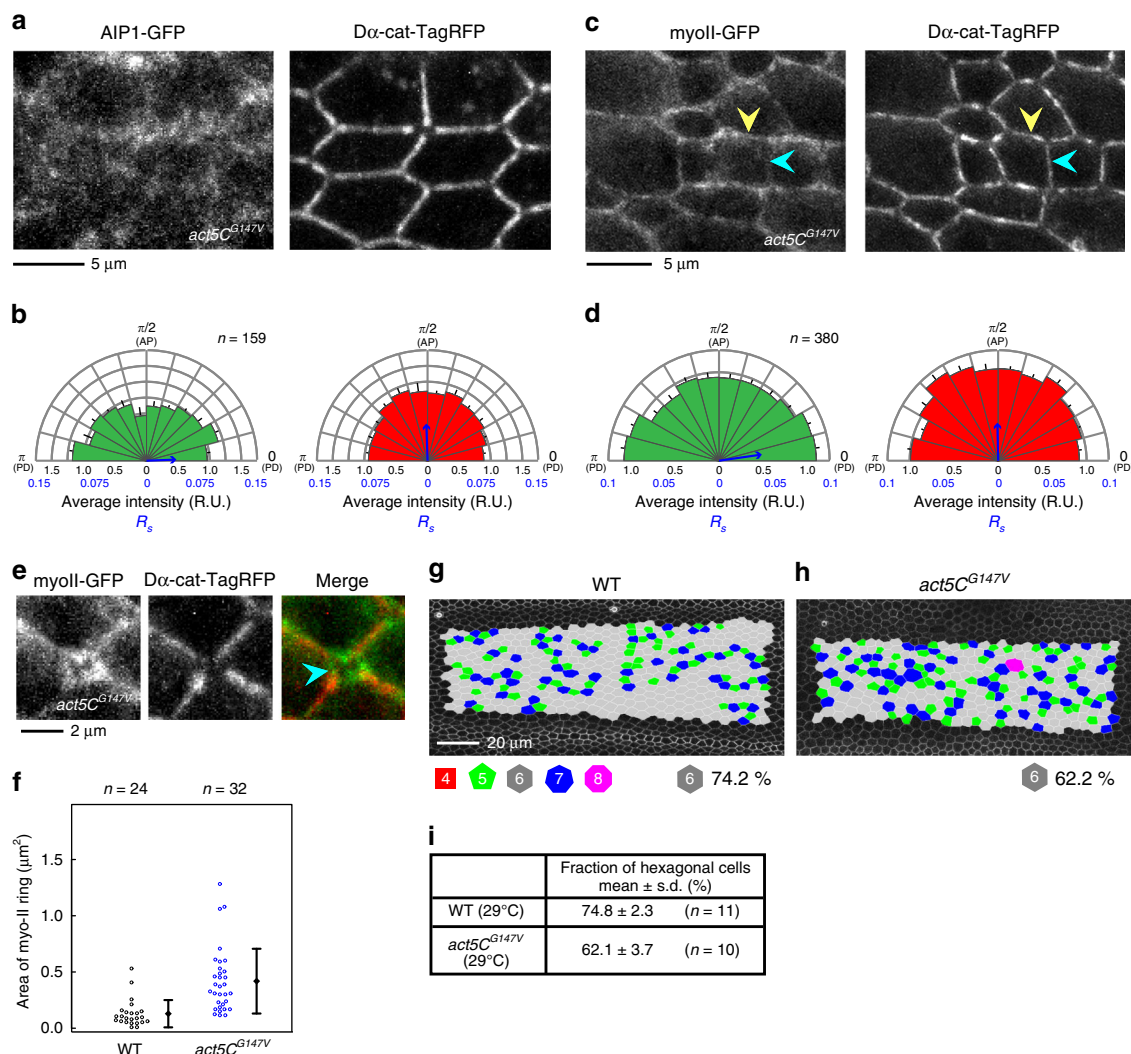 a
AIP1-GFP
Dα-cat-TagRFP
act5C^G147V
5 μm
c
myoII-GFP
Dα-cat-TagRFP
act5C^G147V
5 μm
b
π/2
(AP)
n = 159
π
(PD)
1.5 1.0 0.5 0 0.5 1.0 1.5
0
(PD)
0.15 0.075 0 0.075 0.15
π
(PD)
1.5 1.0 0.5 0 0.5 1.0 1.5
0
(PD)
0.15 0.075 0 0.075 0.15
Average intensity (R.U.)
Rs
Average intensity (R.U.)
Rs
π/2
(AP)
d
π/2
(AP)
n = 380
π
(PD)
1.0 0.5 0 0.5 1.0
0
(PD)
0.1 0.05 0 0.05 0.1
π/2
(AP)
π
(PD)
1.0 0.5 0 0.5 1.0
0
(PD)
0.1 0.05 0 0.05 0.1
Average intensity (R.U.)
Rs
Average intensity (R.U.)
Rs
e
myoII-GFP
Dα-cat-TagRFP
Merge
act5C^G147V
2 μm
g
WT
20 μm
4 5 6 7 8
6 74.2 %
h
act5C^G147V
6 62.2 %
f
n = 24 n = 32
Area of myo-II ring (μm²)
1.5
1.0
0.5
0.0
WT act5C^G147V
i
Fraction of hexagonal cells
mean ± s.d. (%)
WT (29°C) 74.8 ± 2.3 (n = 11)
act5C^G147V
(29°C)
62.1 ± 3.7 (n = 10)